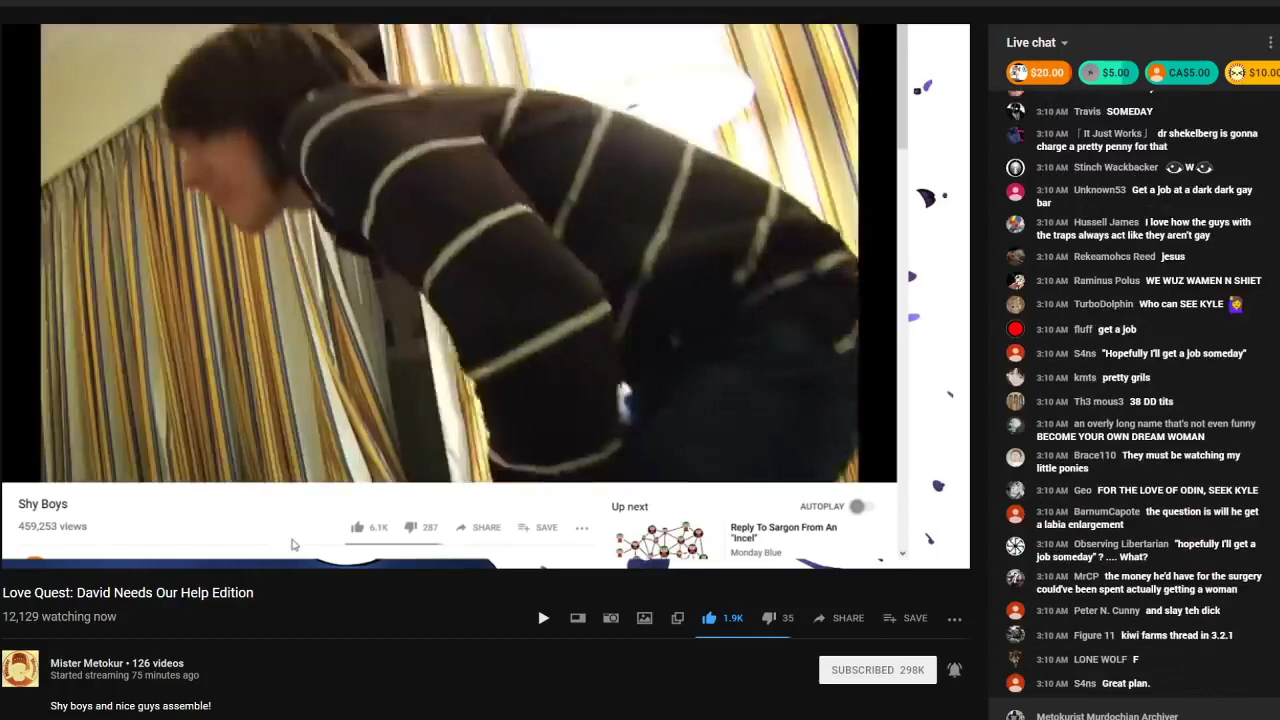 Shy Boys
459,253 views
6.1K
287
SHARE
SAVE
Up next
AUTOPLAY
Reply To Sargon From An
"Incel"
Monday Blue
Love Quest: David Needs Our Help Edition
12,129 watching now
1.9K
35
SHARE
SAVE
Mister Metokur • 126 videos
Started streaming 75 minutes ago
SUBSCRIBED 298K
Shy boys and nice guys assemble!
Live chat
$20.00
$5.00
CA$5.00
$10.00
3:10 AM Travis SOMEDAY
3:10 AM 「 It Just Works 」 dr shekelberg is gonna
charge a pretty penny for that
3:10 AM Stinch Wackbacker 👁W👁
3:10 AM Unknown53 Get a job at a dark dark gay
bar
3:10 AM Hussell James I love how the guys with
the traps always act like they aren't gay
3:10 AM Rekeamohcs Reed jesus
3:10 AM Raminus Polus WE WUZ WAMEN N SHIET
3:10 AM TurboDolphin Who can SEE KYLE
3:10 AM fluff get a job
3:10 AM S4ns "Hopefully I'll get a job someday"
3:10 AM krnts pretty grils
3:10 AM Th3 mous3 38 DD tits
3:10 AM an overly long name that's not even funny
BECOME YOUR OWN DREAM WOMAN
3:10 AM Brace110 They must be watching my
little ponies
3:10 AM Geo FOR THE LOVE OF ODIN, SEEK KYLE
3:10 AM BarnumCapote the question is will he get
a labia enlargement
3:10 AM Observing Libertarian "hopefully I'll get a
job someday" ? .... What?
3:10 AM MrCP the money he'd have for the surgery
could've been spent actually getting a woman
3:10 AM Peter N. Cunny and slay teh dick
3:10 AM Figure 11 kiwi farms thread in 3.2.1
3:10 AM LONE WOLF F
3:10 AM S4ns Great plan.
Metokurist Murdochian Archiver